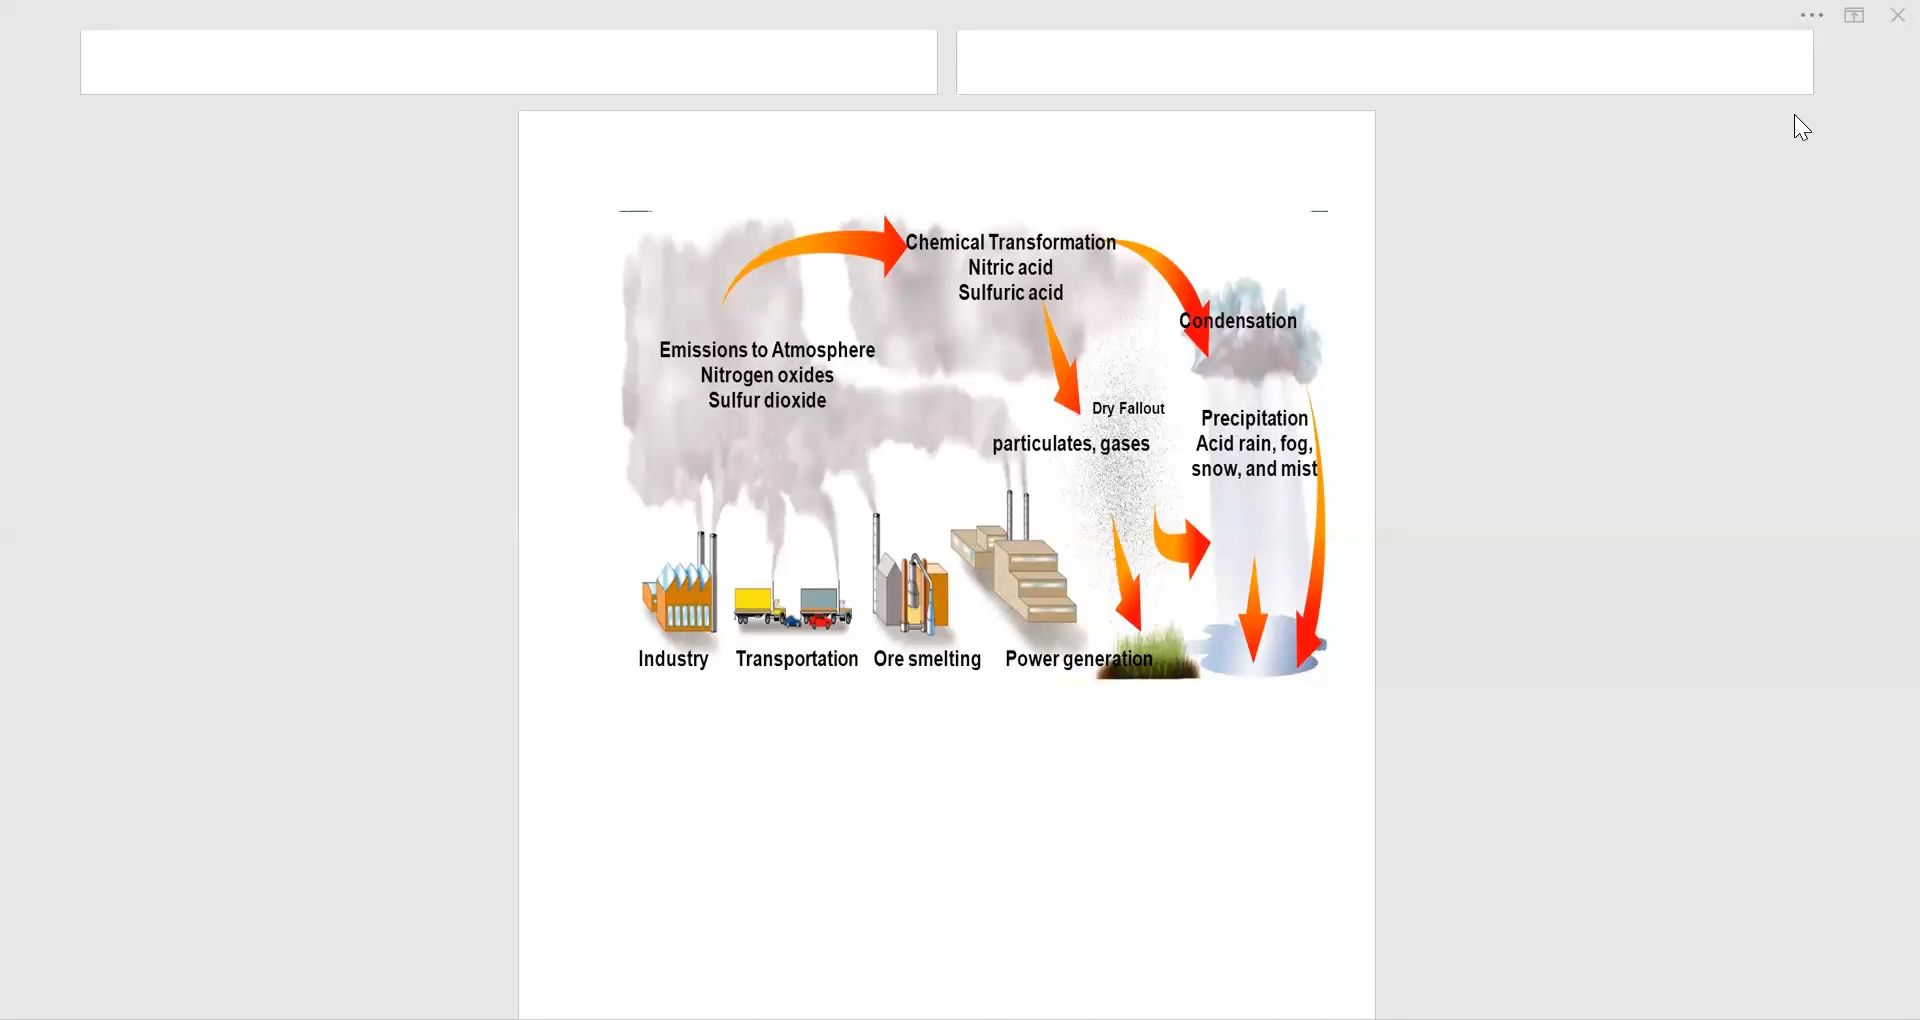 Chemical Transformation
Nitric acid
Sulfuric acid
Condensation
Emissions to Atmosphere
Nitrogen oxides
Sulfur dioxide
Dry Fallout
particulates, gases
Precipitation
Acid rain, fog,
snow, and mist
Industry
Transportation
Ore smelting
Power generation